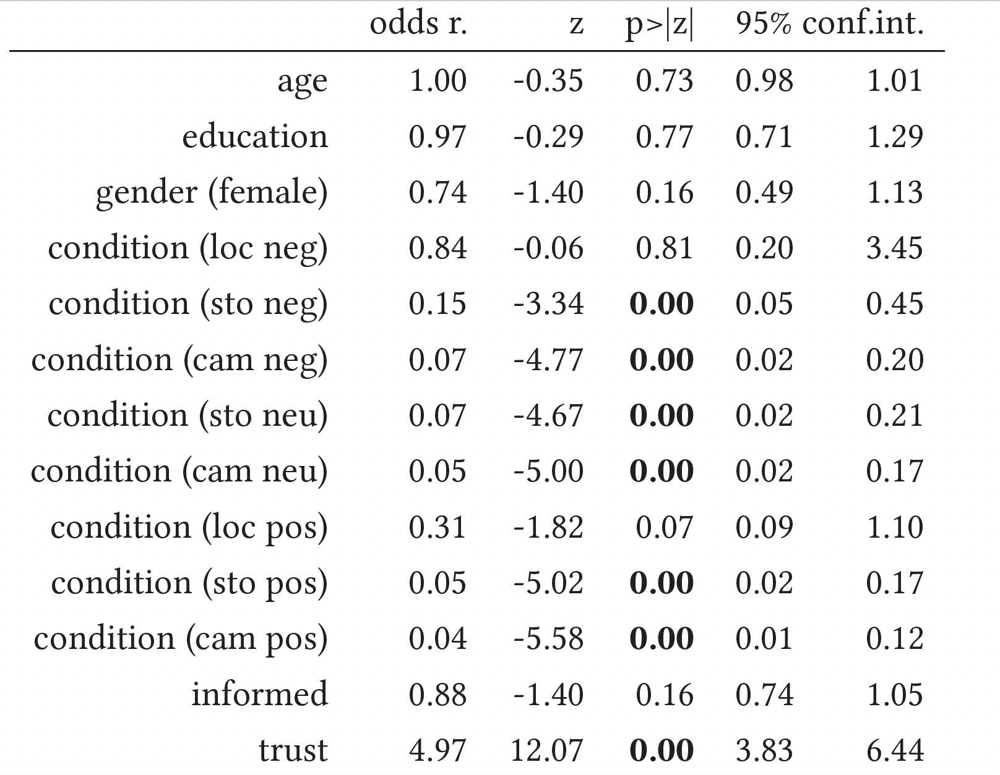 odds r. z p>|z| 95% conf.int.
age 1.00 -0.35 0.73 0.98 1.01
education 0.97 -0.29 0.77 0.71 1.29
gender (female) 0.74 -1.40 0.16 0.49 1.13
condition (loc neg) 0.84 -0.06 0.81 0.20 3.45
condition (sto neg) 0.15 -3.34 0.00 0.05 0.45
condition (cam neg) 0.07 -4.77 0.00 0.02 0.20
condition (sto neu) 0.07 -4.67 0.00 0.02 0.21
condition (cam neu) 0.05 -5.00 0.00 0.02 0.17
condition (loc pos) 0.31 -1.82 0.07 0.09 1.10
condition (sto pos) 0.05 -5.02 0.00 0.02 0.17
condition (cam pos) 0.04 -5.58 0.00 0.01 0.12
informed 0.88 -1.40 0.16 0.74 1.05
trust 4.97 12.07 0.00 3.83 6.44